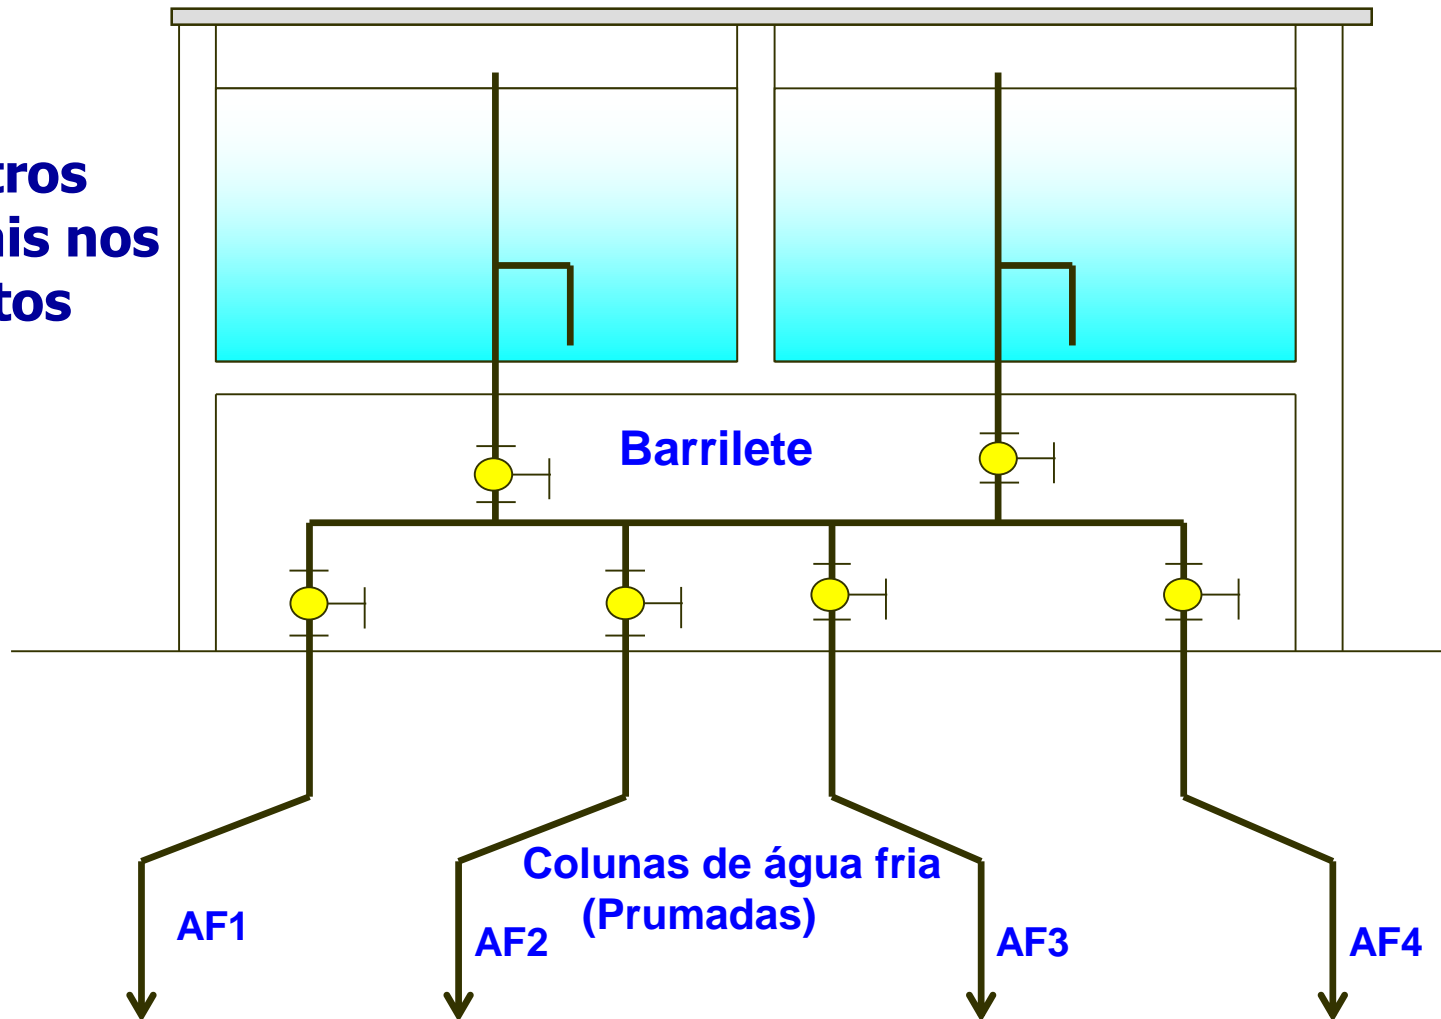 tros
ais nos
tos
Barrilete
Colunas de água fria
(Prumadas)
AF1
AF2
AF3
AF4